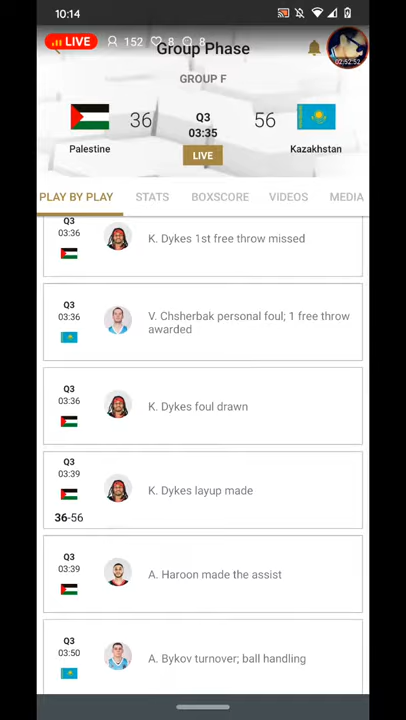 10:14
LIVE 152 8 8
Group Phase
02:52:52
GROUP F
36 Q3 56
03:35
Palestine Kazakhstan
LIVE
PLAY BY PLAY STATS BOXSCORE VIDEOS MEDIA
Q3
03:36
K. Dykes 1st free throw missed
Q3
03:36
V. Chsherbak personal foul; 1 free throw
awarded
Q3
03:36
K. Dykes foul drawn
Q3
03:39
K. Dykes layup made
36-56
Q3
03:39
A. Haroon made the assist
Q3
03:50
A. Bykov turnover; ball handling